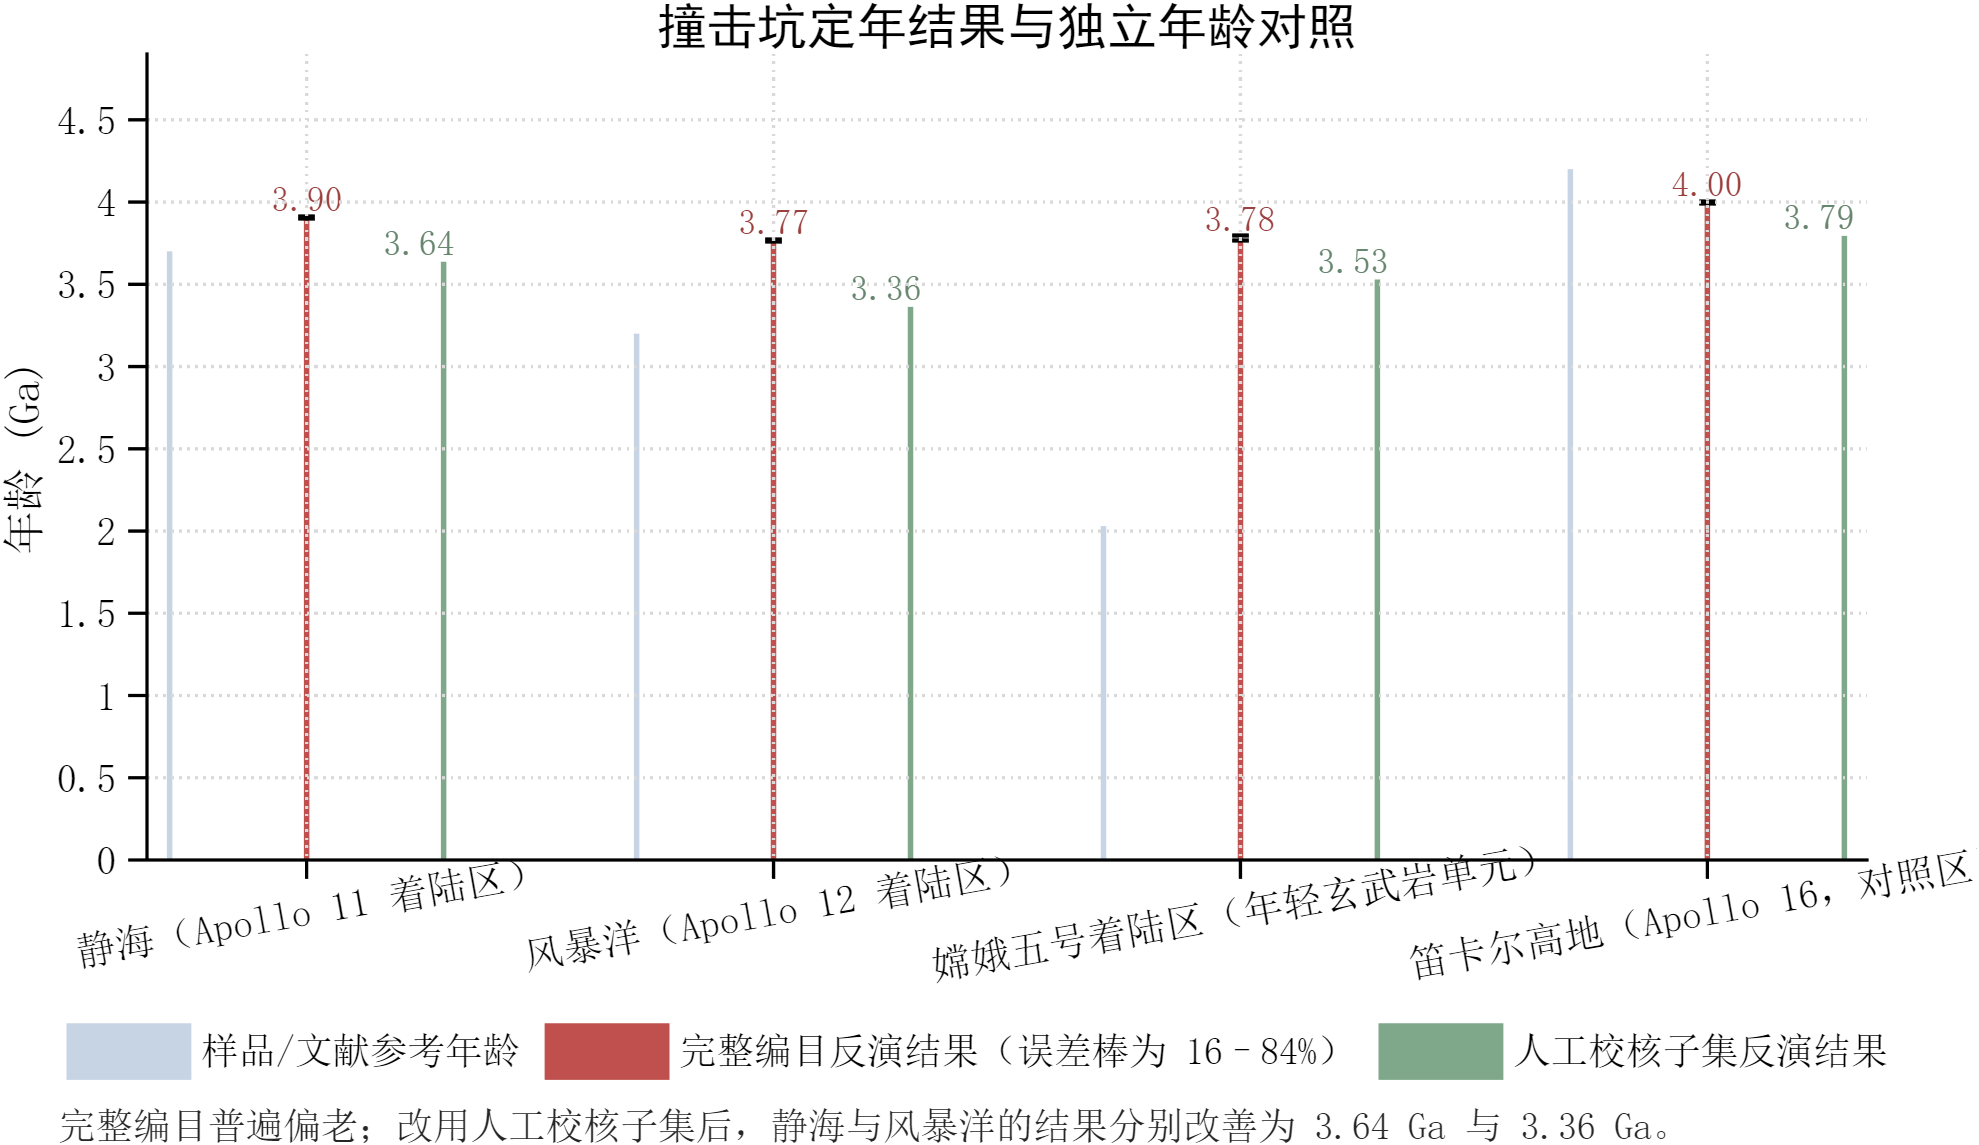 撞击坑定年结果与独立年龄对照
年龄 (Ga)
4.5
4
3.5
3
2.5
2
1.5
1
0.5
0
3.90
3.64
3.77
3.36
3.78
3.53
4.00
3.79
静海（Apollo 11 着陆区）
风暴洋（Apollo 12 着陆区）
嫦娥五号着陆区（年轻玄武岩单元）
笛卡尔高地（Apollo 16，对照区
样品/文献参考年龄
完整编目反演结果（误差棒为 16–84%）
人工校核子集反演结果
完整编目普遍偏老；改用人工校核子集后，静海与风暴洋的结果分别改善为 3.64 Ga 与 3.36 Ga。